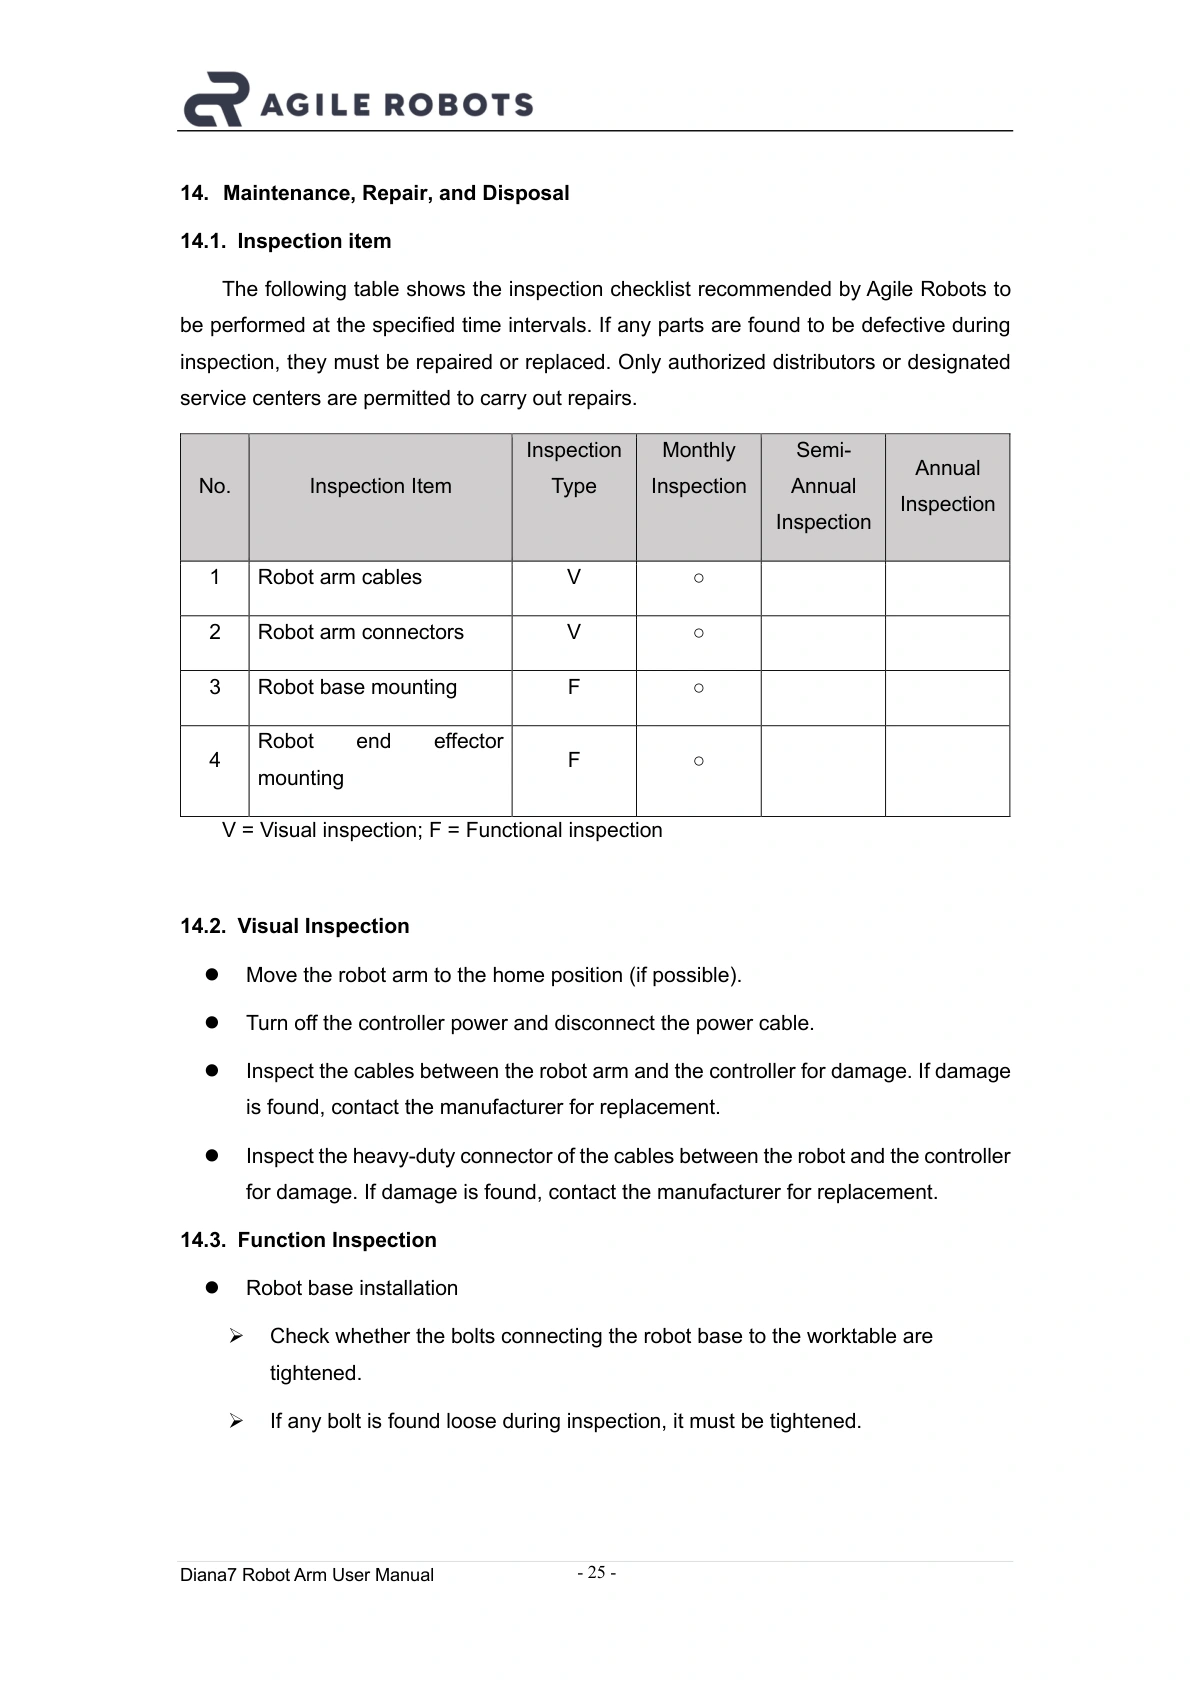 AGILE ROBOTS
14. Maintenance, Repair, and Disposal
14.1. Inspection item
The following table shows the inspection checklist recommended by Agile Robots to
be performed at the specified time intervals. If any parts are found to be defective during
inspection, they must be repaired or replaced. Only authorized distributors or designated
service centers are permitted to carry out repairs.
No. Inspection Item Inspection Type Monthly Inspection Semi-Annual Inspection Annual Inspection
1 Robot arm cables V ○
2 Robot arm connectors V ○
3 Robot base mounting F ○
4 Robot end effector mounting F ○
V = Visual inspection; F = Functional inspection
14.2. Visual Inspection
● Move the robot arm to the home position (if possible).
● Turn off the controller power and disconnect the power cable.
● Inspect the cables between the robot arm and the controller for damage. If damage
is found, contact the manufacturer for replacement.
● Inspect the heavy-duty connector of the cables between the robot and the controller
for damage. If damage is found, contact the manufacturer for replacement.
14.3. Function Inspection
● Robot base installation
➢ Check whether the bolts connecting the robot base to the worktable are
tightened.
➢ If any bolt is found loose during inspection, it must be tightened.
Diana7 Robot Arm User Manual - 25 -